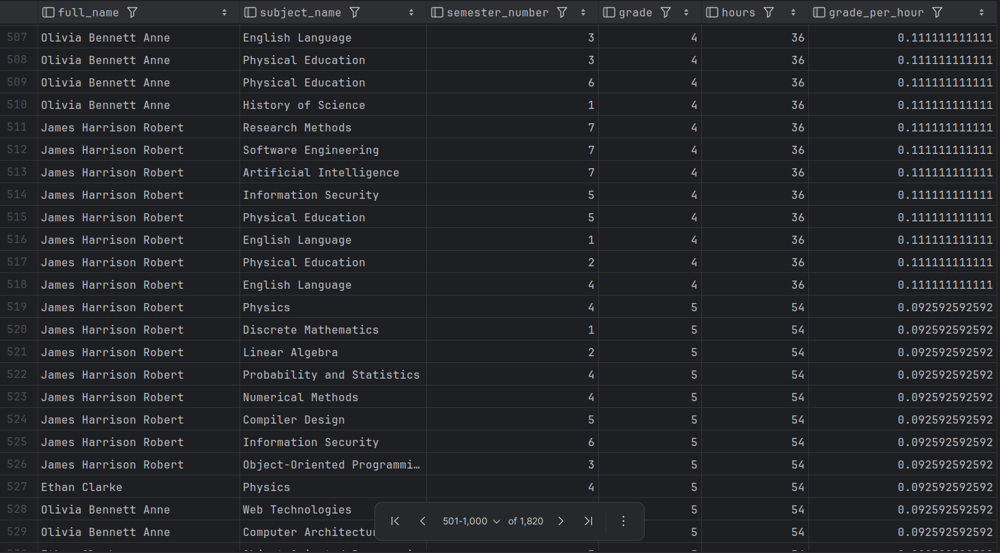 full_name subject_name semester_number grade hours grade_per_hour
507 Olivia Bennett Anne English Language 3 4 36 0.111111111111
508 Olivia Bennett Anne Physical Education 3 4 36 0.111111111111
509 Olivia Bennett Anne Physical Education 6 4 36 0.111111111111
510 Olivia Bennett Anne History of Science 1 4 36 0.111111111111
511 James Harrison Robert Research Methods 7 4 36 0.111111111111
512 James Harrison Robert Software Engineering 7 4 36 0.111111111111
513 James Harrison Robert Artificial Intelligence 7 4 36 0.111111111111
514 James Harrison Robert Information Security 5 4 36 0.111111111111
515 James Harrison Robert Physical Education 5 4 36 0.111111111111
516 James Harrison Robert English Language 1 4 36 0.111111111111
517 James Harrison Robert Physical Education 2 4 36 0.111111111111
518 James Harrison Robert English Language 4 4 36 0.111111111111
519 James Harrison Robert Physics 4 5 54 0.092592592592
520 James Harrison Robert Discrete Mathematics 1 5 54 0.092592592592
521 James Harrison Robert Linear Algebra 2 5 54 0.092592592592
522 James Harrison Robert Probability and Statistics 4 5 54 0.092592592592
523 James Harrison Robert Numerical Methods 4 5 54 0.092592592592
524 James Harrison Robert Compiler Design 5 5 54 0.092592592592
525 James Harrison Robert Information Security 6 5 54 0.092592592592
526 James Harrison Robert Object-Oriented Programmi… 3 5 54 0.092592592592
527 Ethan Clarke Physics 4 5 54 0.092592592592
528 Olivia Bennett Anne Web Technologies 5 54 0.092592592592
501-1,000 of 1,820
529 Olivia Bennett Anne Computer Architectu 5 54 0.092592592592